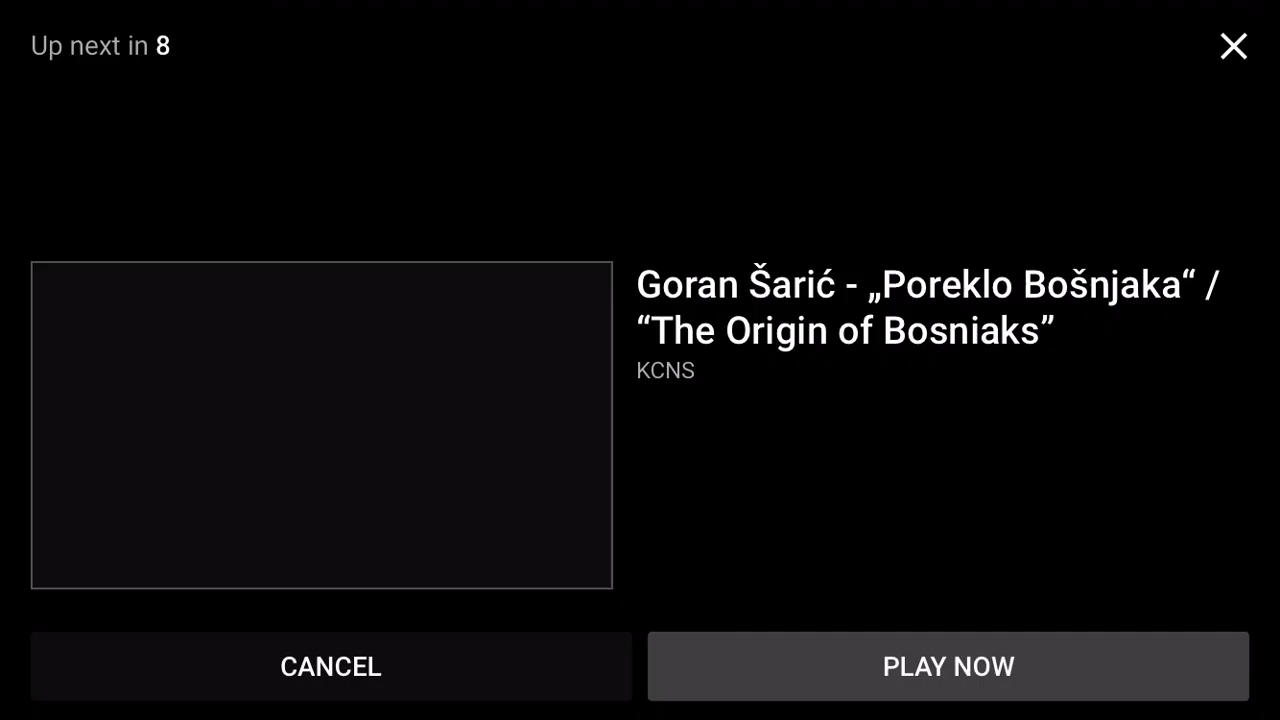 Up next in 8
Goran Šarić - „Poreklo Bošnjaka“ /
“The Origin of Bosniaks”
KCNS
CANCEL
PLAY NOW